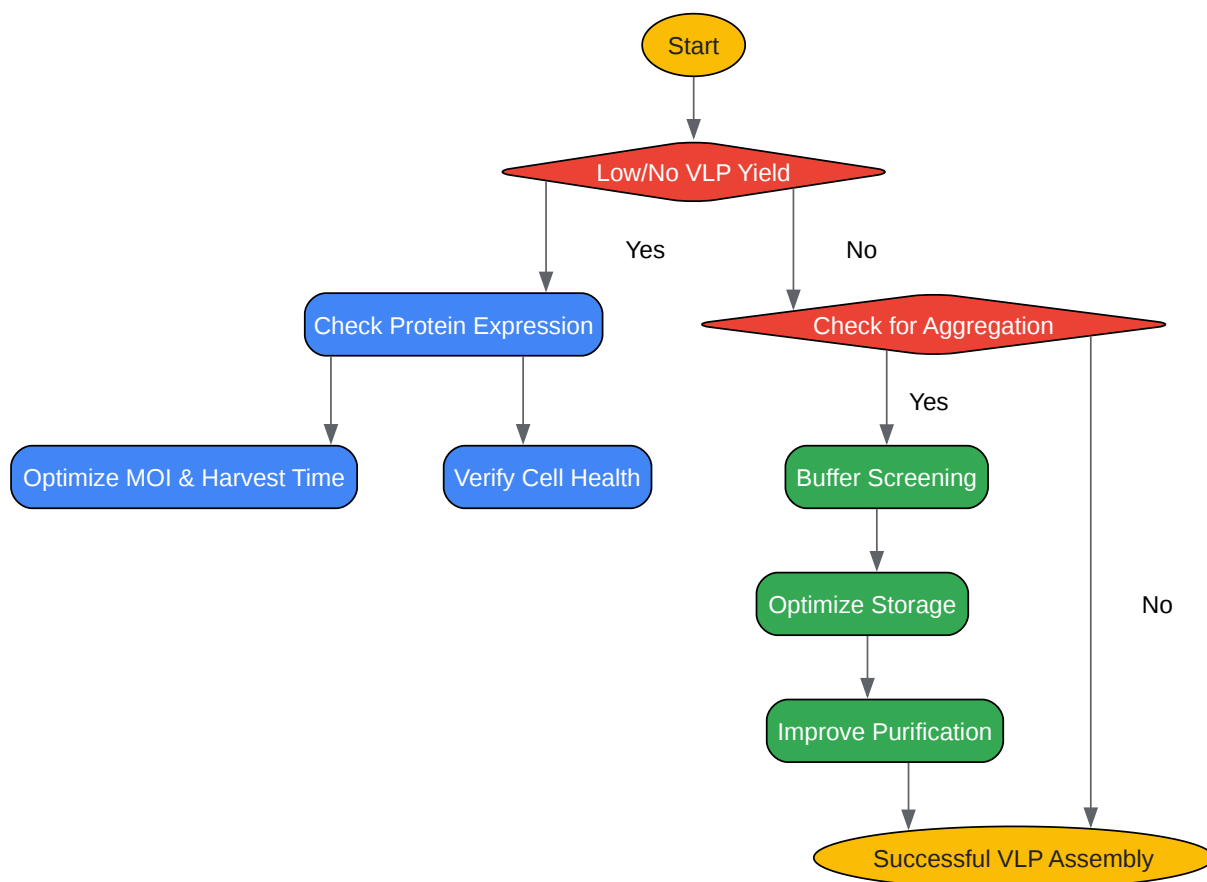 Start
Low/No VLP Yield
Yes
No
Check Protein Expression
Check for Aggregation
Yes
Optimize MOI & Harvest Time
Verify Cell Health
Buffer Screening
Optimize Storage
No
Improve Purification
Successful VLP Assembly